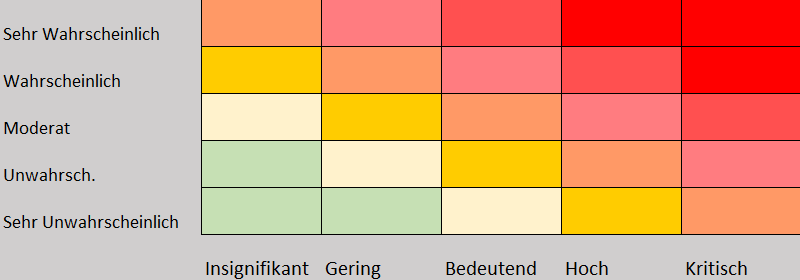 Sehr Wahrscheinlich
Wahrscheinlich
Moderat
Unwahrsch.
Sehr Unwahrscheinlich
Insignifikant Gering Bedeutend Hoch Kritisch